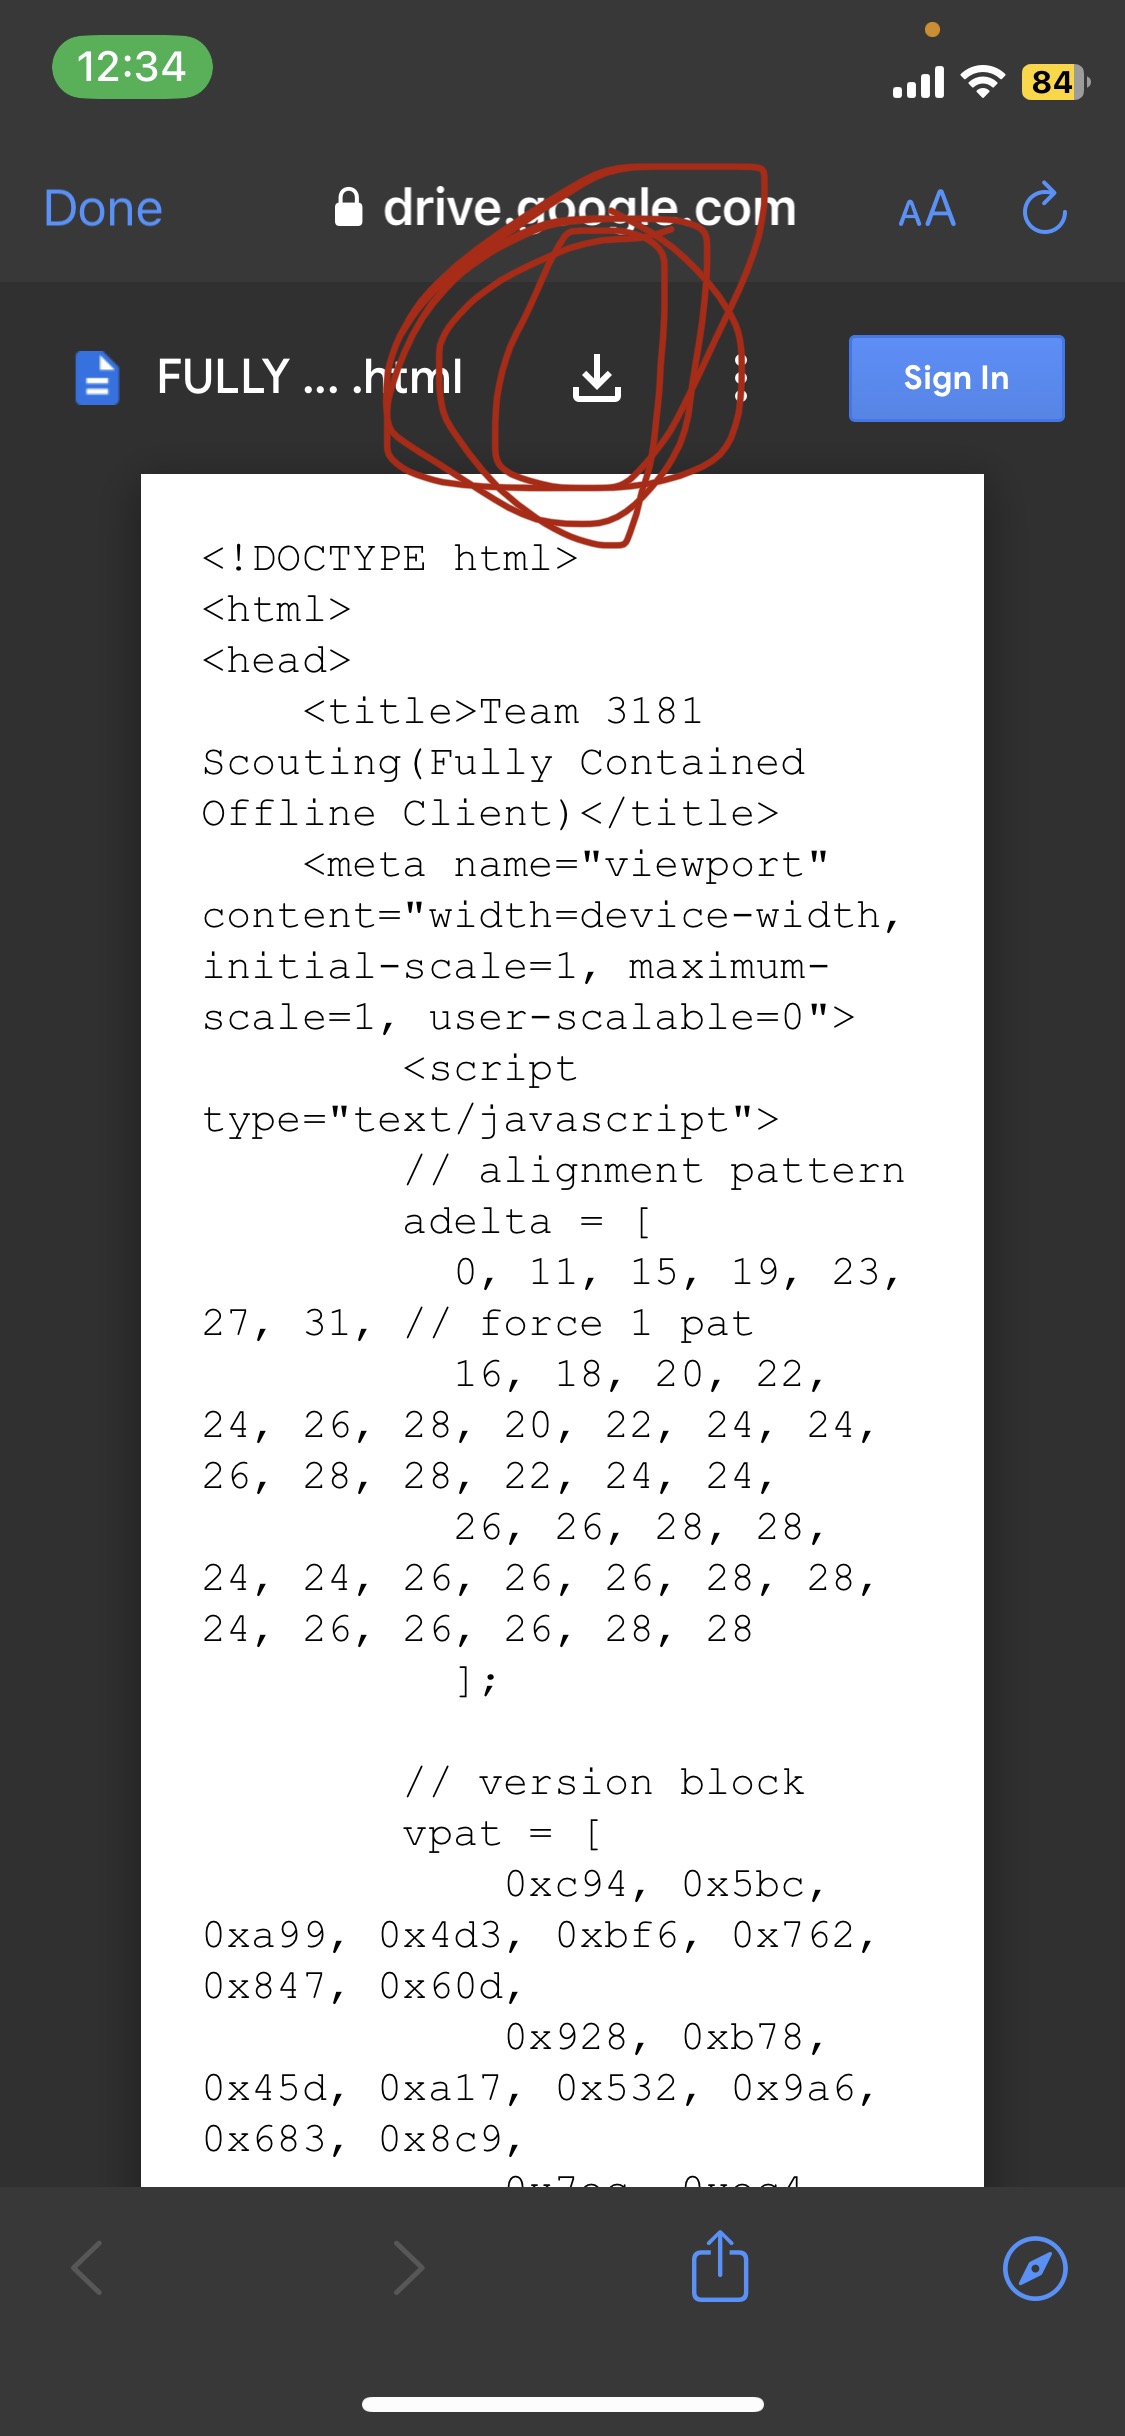 12:34
84
Done
drive.google.com
AA
FULLY ... .html
Sign In
<!DOCTYPE html>
<html>
<head>
    <title>Team 3181
Scouting(Fully Contained
Offline Client)</title>
    <meta name="viewport"
content="width=device-width,
initial-scale=1, maximum-
scale=1, user-scalable=0">
        <script
type="text/javascript">
        // alignment pattern
        adelta = [
          0, 11, 15, 19, 23,
27, 31, // force 1 pat
          16, 18, 20, 22,
24, 26, 28, 20, 22, 24, 24,
26, 28, 28, 22, 24, 24,
          26, 26, 28, 28,
24, 24, 26, 26, 26, 28, 28,
24, 26, 26, 26, 28, 28
          ];
        // version block
        vpat = [
            0xc94, 0x5bc,
0xa99, 0x4d3, 0xbf6, 0x762,
0x847, 0x60d,
            0x928, 0xb78,
0x45d, 0xa17, 0x532, 0x9a6,
0x683, 0x8c9,